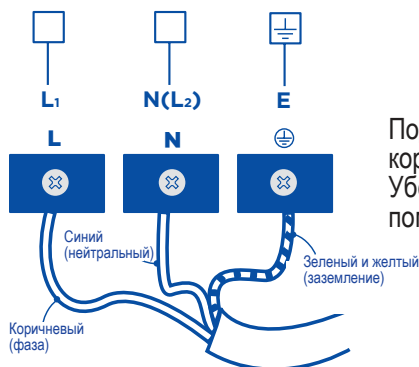 L1 N(L2) E
L N
Синий
(нейтральный)
Зеленый и желтый
(заземление)
Коричневый
(фаза)